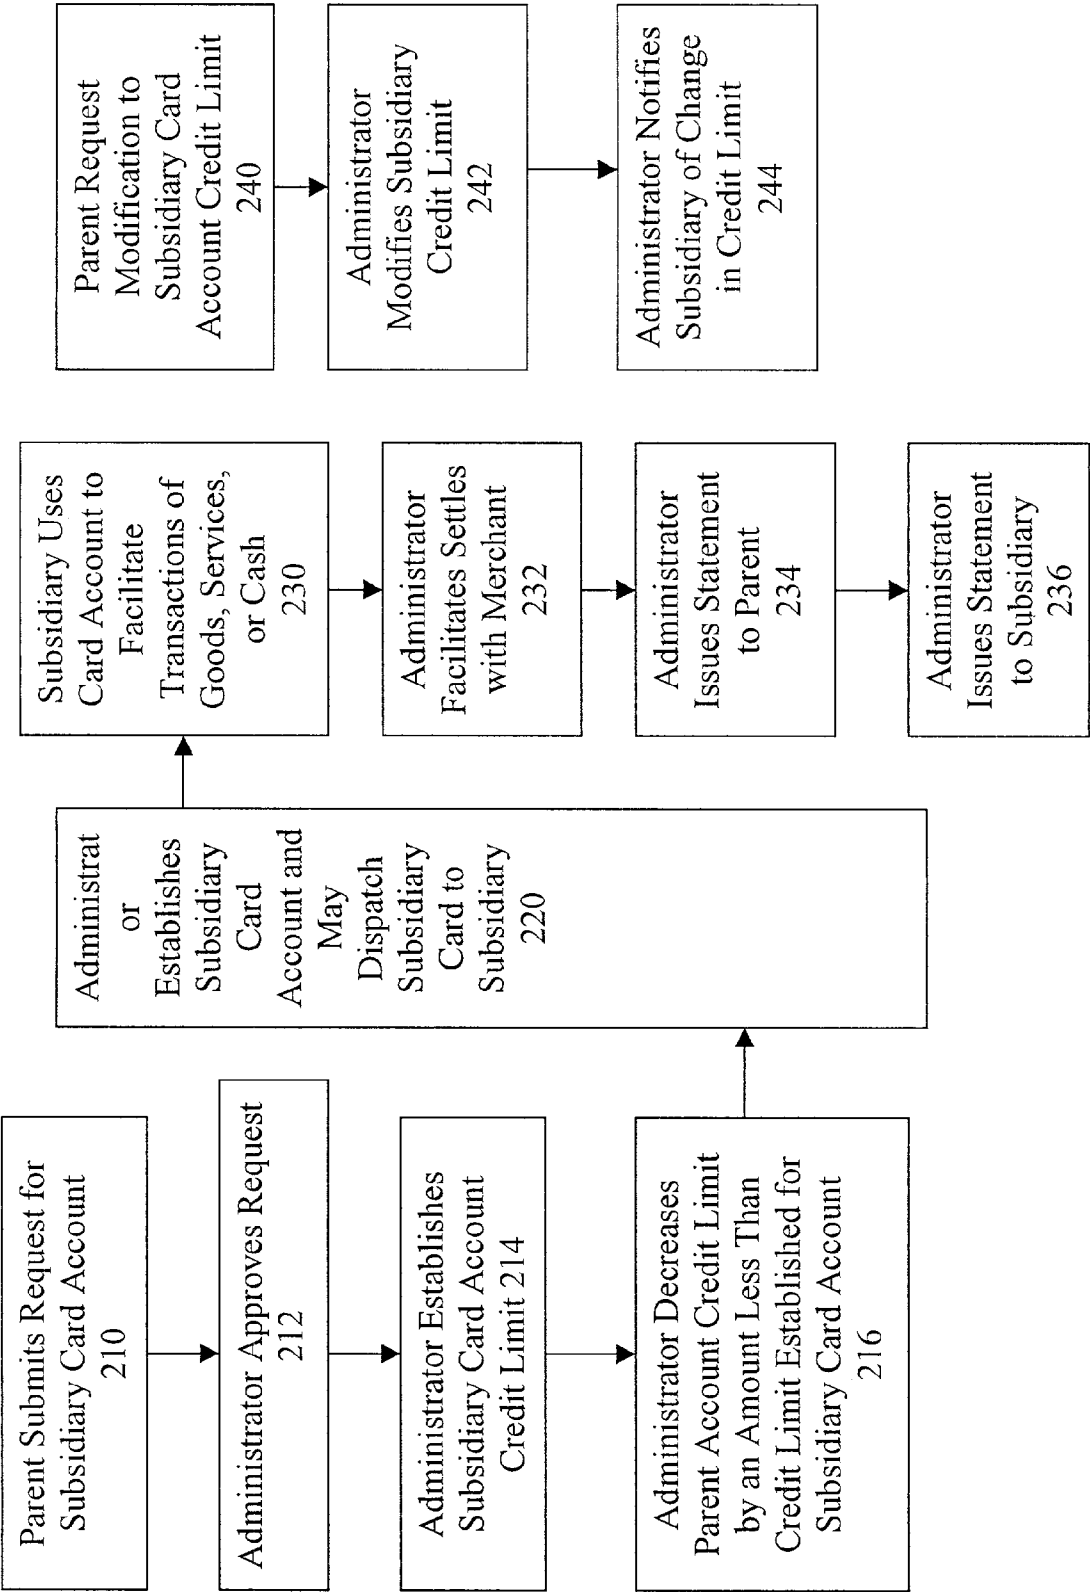 Parent Submits Request for
Subsidiary Card Account
210
Administrator Approves Request
212
Administrator Establishes
Subsidiary Card Account
Credit Limit 214
Administrator Decreases
Parent Account Credit Limit
by an Amount Less Than
Credit Limit Established for
Subsidiary Card Account
216
Administrat
or
Establishes
Subsidiary
Card
Account and
May
Dispatch
Subsidiary
Card to
Subsidiary
220
Subsidiary Uses
Card Account to
Facilitate
Transactions of
Goods, Services,
or Cash
230
Administrator
Facilitates Settles
with Merchant
232
Administrator
Issues Statement
to Parent
234
Administrator
Issues Statement
to Subsidiary
236
Parent Request
Modification to
Subsidiary Card
Account Credit Limit
240
Administrator
Modifies Subsidiary
Credit Limit
242
Administrator Notifies
Subsidiary of Change
in Credit Limit
244